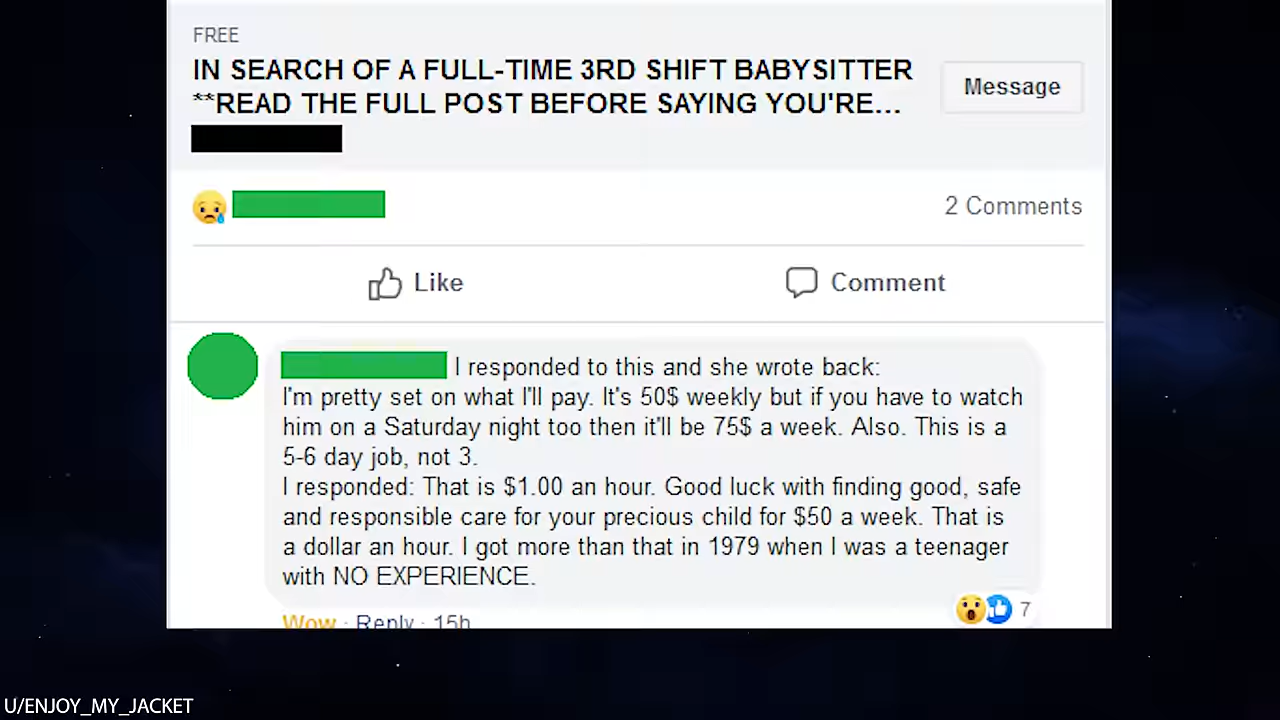 FREE
IN SEARCH OF A FULL-TIME 3RD SHIFT BABYSITTER
**READ THE FULL POST BEFORE SAYING YOU'RE...
Message
2 Comments
Like
Comment
I responded to this and she wrote back:
I'm pretty set on what I'll pay. It's 50$ weekly but if you have to watch
him on a Saturday night too then it'll be 75$ a week. Also. This is a
5-6 day job, not 3.
I responded: That is $1.00 an hour. Good luck with finding good, safe
and responsible care for your precious child for $50 a week. That is
a dollar an hour. I got more than that in 1979 when I was a teenager
with NO EXPERIENCE.
7
Wow · Reply · 15h
U/ENJOY_MY_JACKET